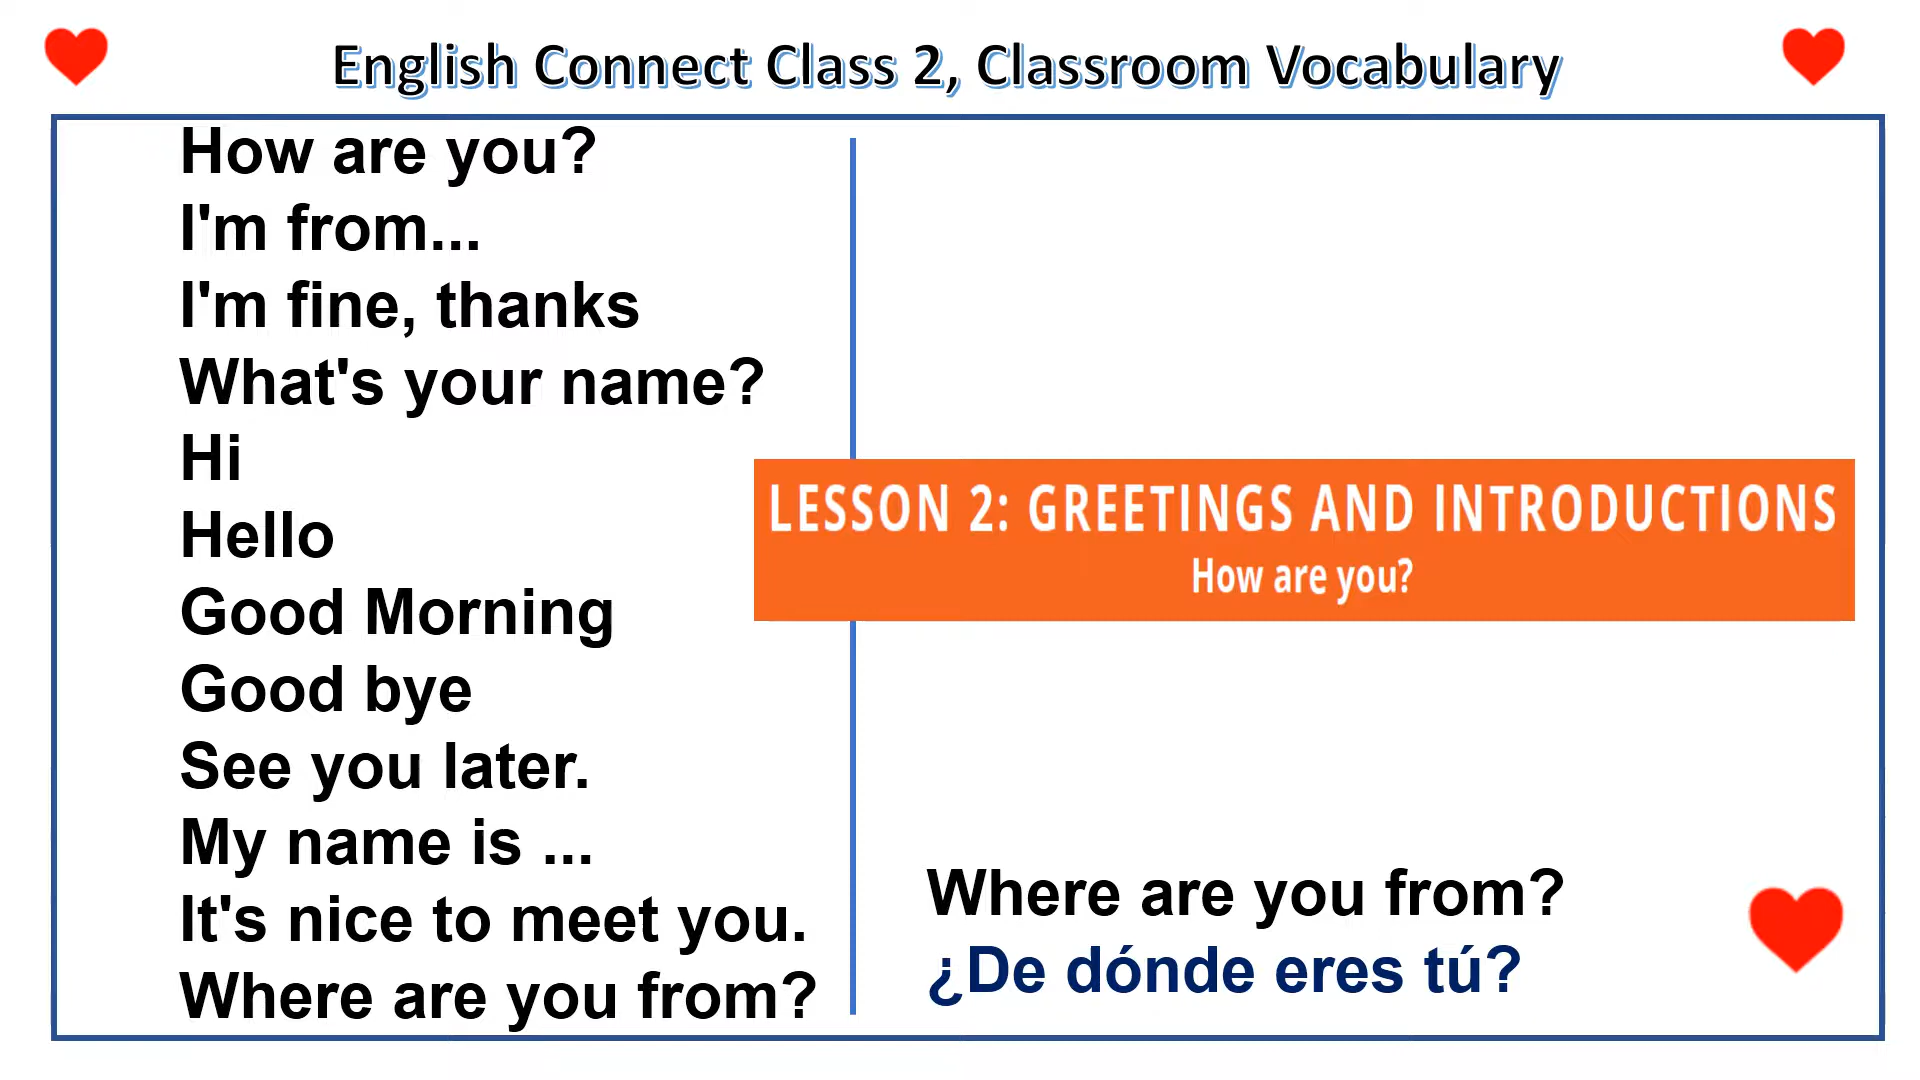 English Connect Class 2, Classroom Vocabulary
How are you?
I'm from...
I'm fine, thanks
What's your name?
Hi
Hello
Good Morning
Good bye
See you later.
My name is ...
It's nice to meet you.
Where are you from?
LESSON 2: GREETINGS AND INTRODUCTIONS
How are you?
Where are you from?
¿De dónde eres tú?